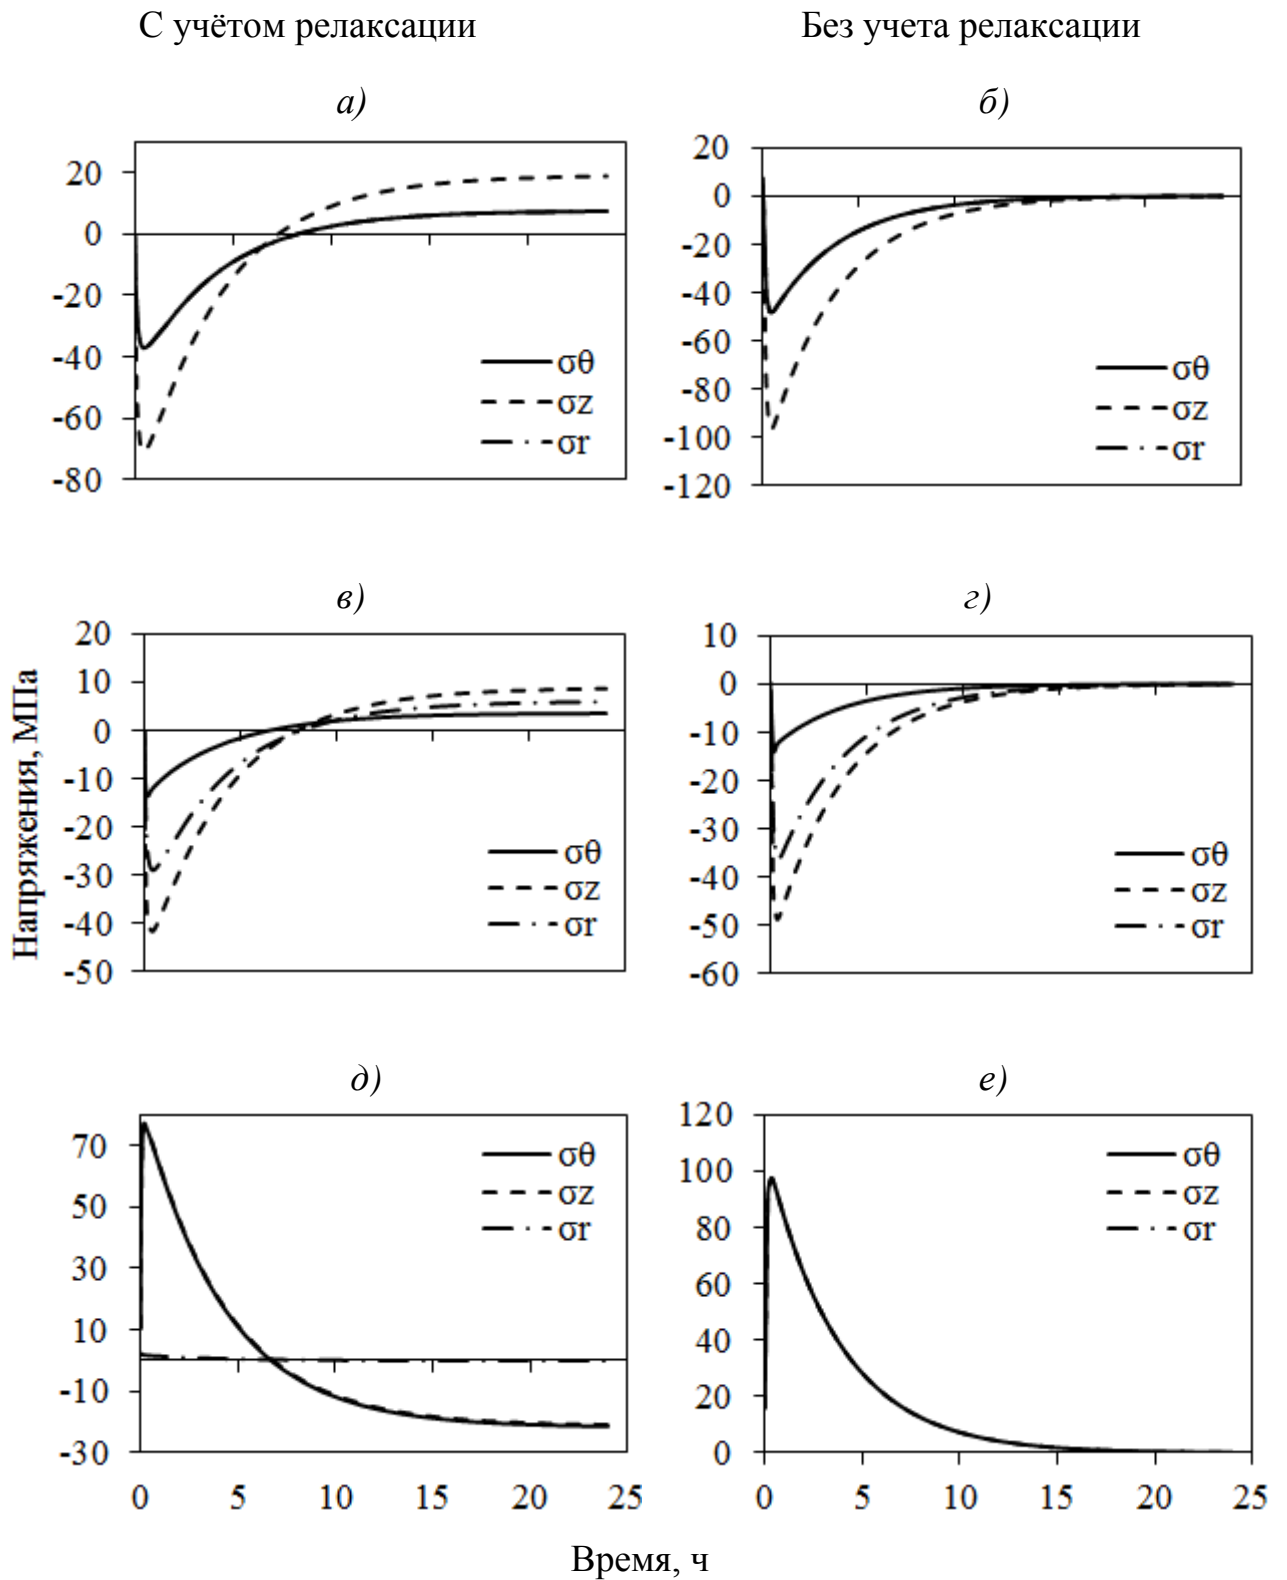 С учётом релаксации
Без учета релаксации
а)
б)
20
0
-20
-40
-60
-80
σθ
σz
σr
20
0
-20
-40
-60
-80
-100
-120
σθ
σz
σr
в)
г)
Напряжения, МПа
20
10
0
-10
-20
-30
-40
-50
σθ
σz
σr
10
0
-10
-20
-30
-40
-50
-60
σθ
σz
σr
д)
е)
70
50
30
10
-10
-30
σθ
σz
σr
0 5 10 15 20 25
120
100
80
60
40
20
0
σθ
σz
σr
0 5 10 15 20 25
Время, ч